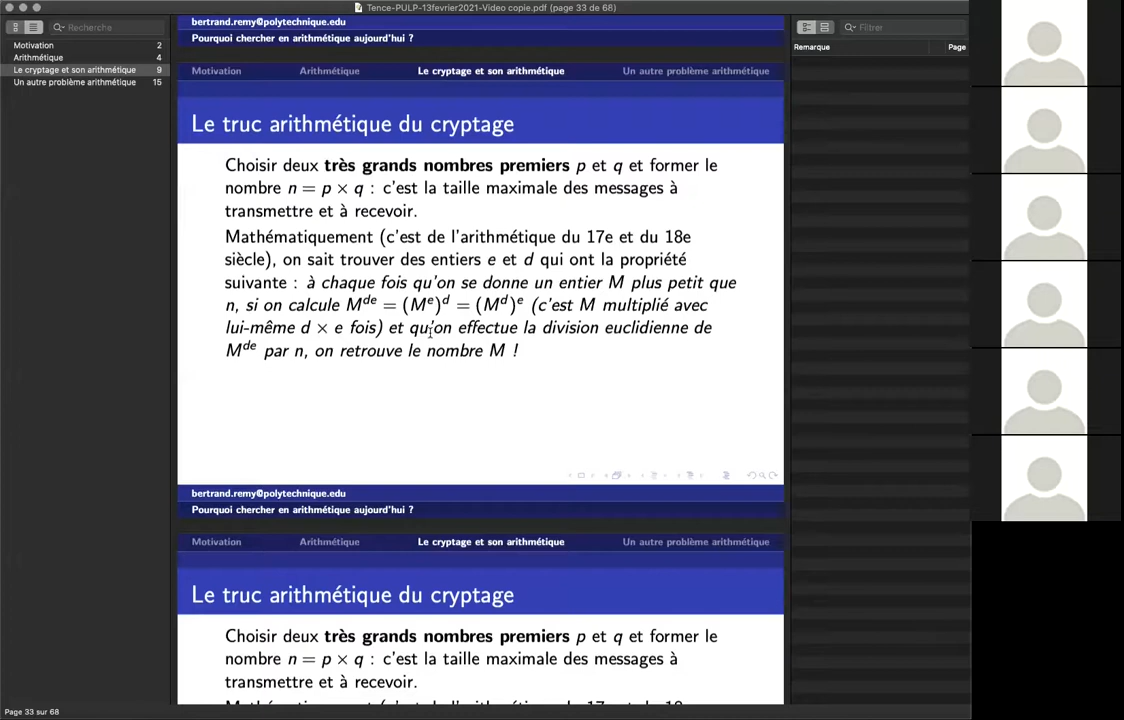 Tence-PULP-13fevrier2021-Video copie.pdf (page 33 de 68)
Recherche
Motivation 2
Arithmétique 4
Le cryptage et son arithmétique 9
Un autre problème arithmétique 15
bertrand.remy@polytechnique.edu
Pourquoi chercher en arithmétique aujourd'hui ?
Motivation Arithmétique Le cryptage et son arithmétique Un autre problème arithmétique
Le truc arithmétique du cryptage
Choisir deux très grands nombres premiers p et q et former le
nombre n = p × q : c'est la taille maximale des messages à
transmettre et à recevoir.
Mathématiquement (c'est de l'arithmétique du 17e et du 18e
siècle), on sait trouver des entiers e et d qui ont la propriété
suivante : à chaque fois qu'on se donne un entier M plus petit que
n, si on calcule M^{de} = (M^e)^d = (M^d)^e (c'est M multiplié avec
lui-même d × e fois) et qu'on effectue la division euclidienne de
M^{de} par n, on retrouve le nombre M !
bertrand.remy@polytechnique.edu
Pourquoi chercher en arithmétique aujourd'hui ?
Motivation Arithmétique Le cryptage et son arithmétique Un autre problème arithmétique
Le truc arithmétique du cryptage
Choisir deux très grands nombres premiers p et q et former le
nombre n = p × q : c'est la taille maximale des messages à
transmettre et à recevoir.
Filtrer
Remarque Page
Page 33 sur 68